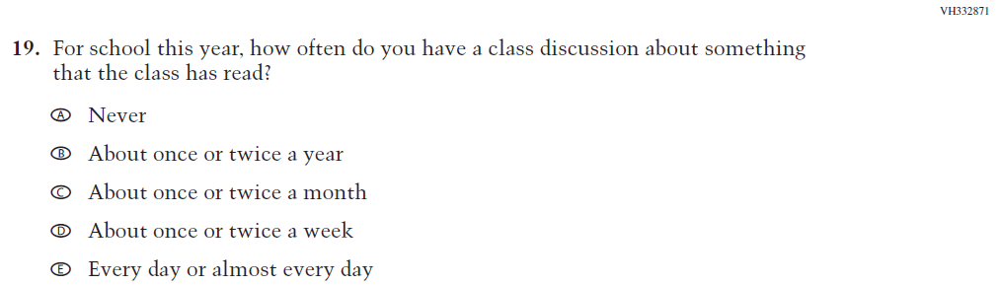 VH332871
19. For school this year, how often do you have a class discussion about something
that the class has read?
Ⓐ Never
Ⓑ About once or twice a year
Ⓒ About once or twice a month
Ⓓ About once or twice a week
Ⓔ Every day or almost every day